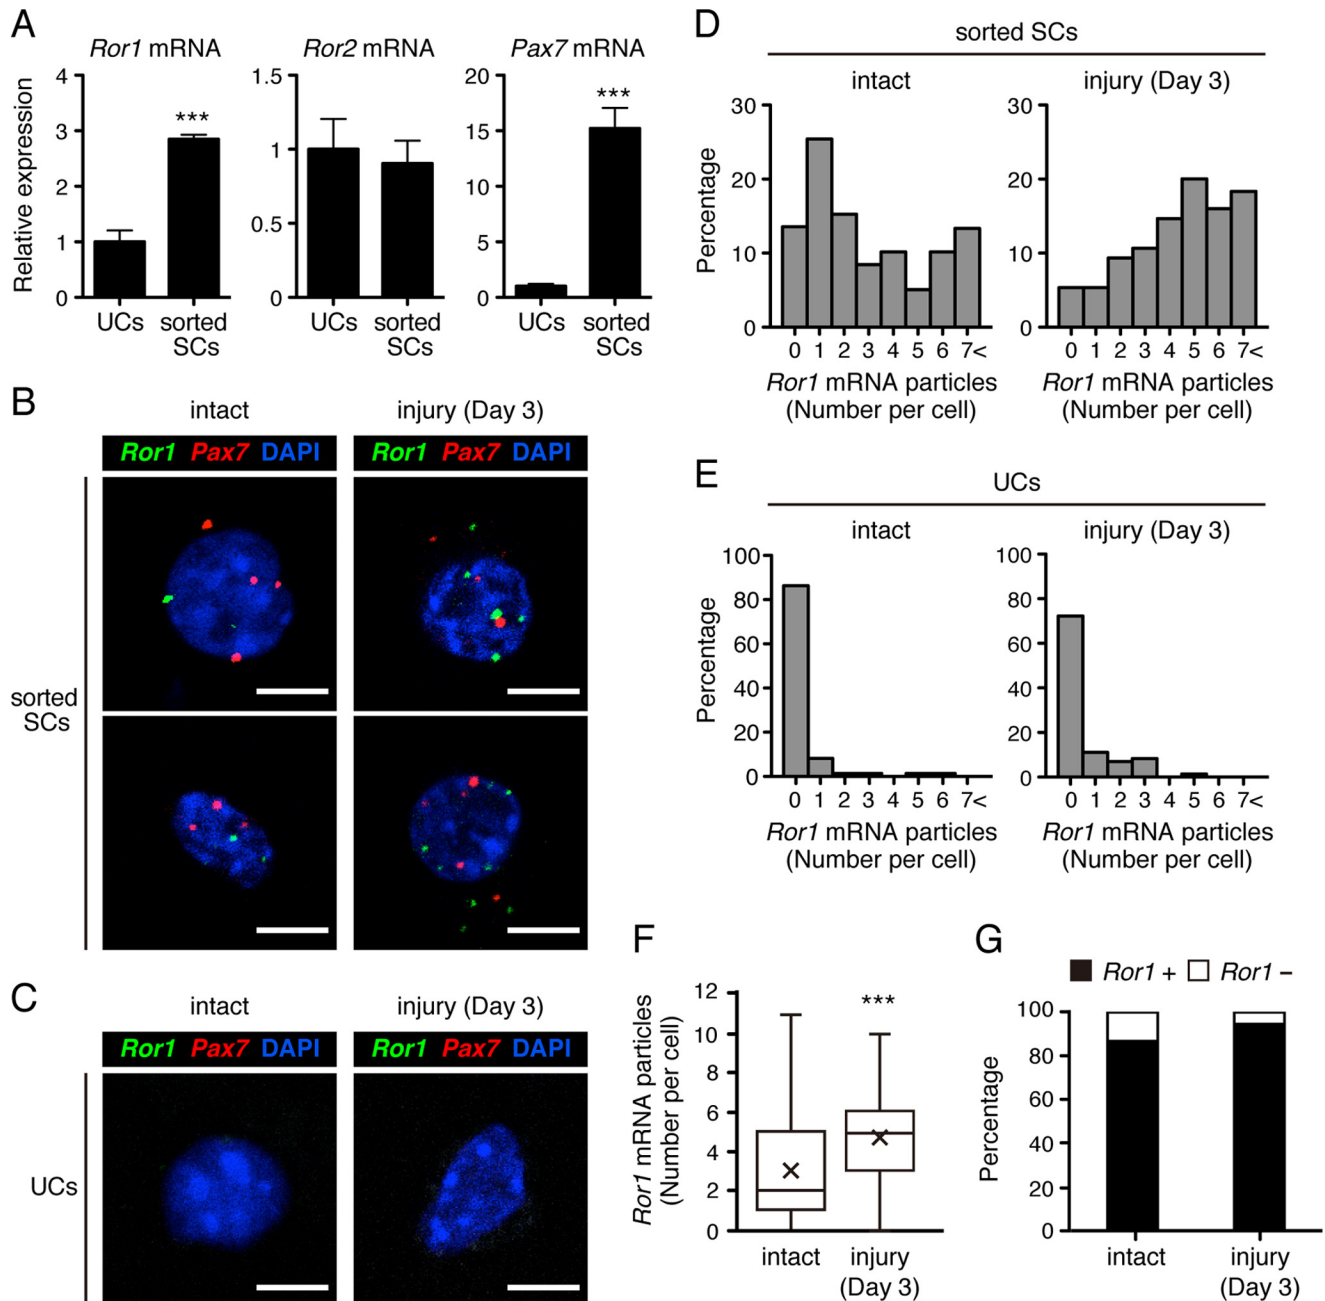 A
Ror1 mRNA
Ror2 mRNA
Pax7 mRNA
Relative expression
4
3
2
1
0
***
UCs
sorted
SCs
1.5
1
0.5
0
UCs
sorted
SCs
20
15
10
5
0
***
UCs
sorted
SCs
B
intact
injury (Day 3)
Ror1 Pax7 DAPI
Ror1 Pax7 DAPI
sorted
SCs
C
intact
injury (Day 3)
Ror1 Pax7 DAPI
Ror1 Pax7 DAPI
UCs
D
sorted SCs
intact
injury (Day 3)
Percentage
30
20
10
0
0 1 2 3 4 5 6 7<
Ror1 mRNA particles
(Number per cell)
30
20
10
0
0 1 2 3 4 5 6 7<
Ror1 mRNA particles
(Number per cell)
E
UCs
intact
injury (Day 3)
Percentage
100
80
60
40
20
0
0 1 2 3 4 5 6 7<
Ror1 mRNA particles
(Number per cell)
100
80
60
40
20
0
0 1 2 3 4 5 6 7<
Ror1 mRNA particles
(Number per cell)
F
Ror1 mRNA particles
(Number per cell)
12
10
8
6
4
2
0
***
intact
injury
(Day 3)
G
Ror1 + Ror1 −
Percentage
100
80
60
40
20
0
intact
injury
(Day 3)